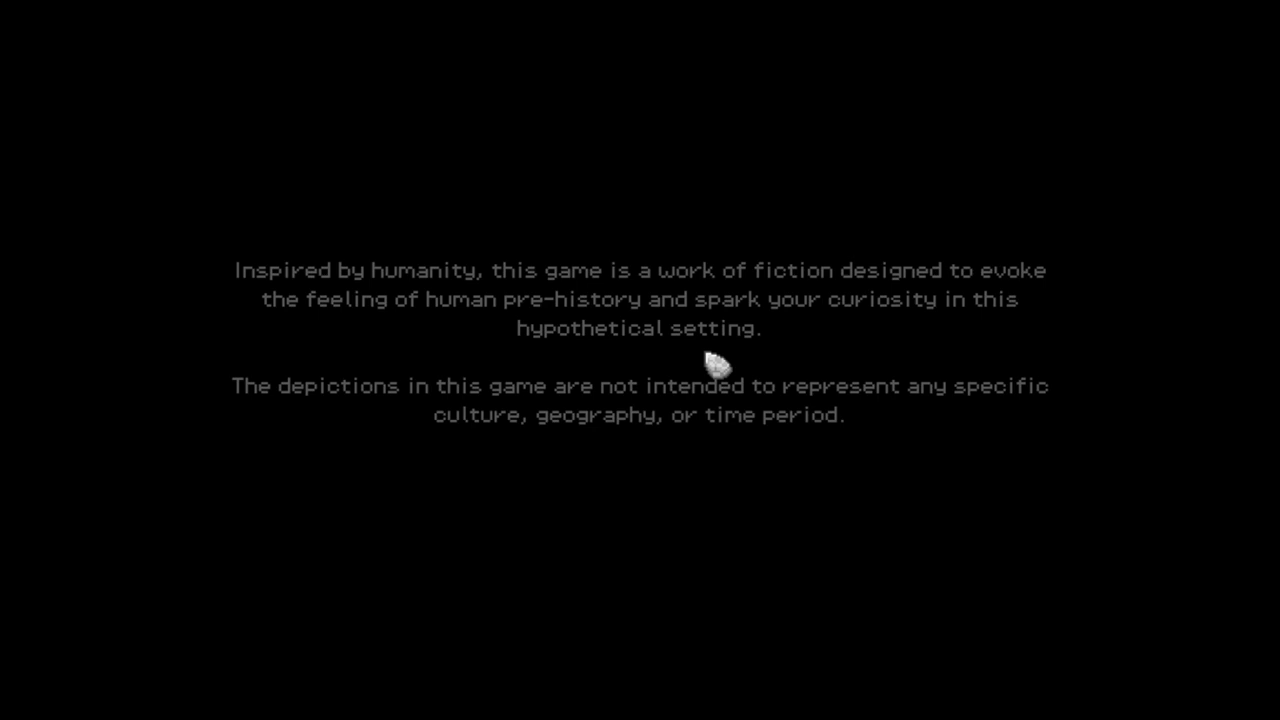 Inspired by humanity, this game is a work of fiction designed to evoke
the feeling of human pre-history and spark your curiosity in this
hypothetical setting.
The depictions in this game are not intended to represent any specific
culture, geography, or time period.